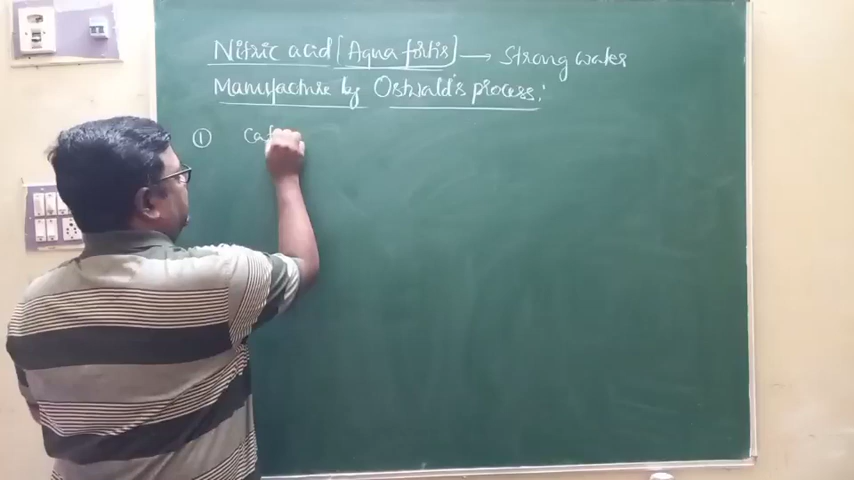 Nitric acid [Aqua fortis] → Strong water
Manufacture by Ostwald's process:
① Cat